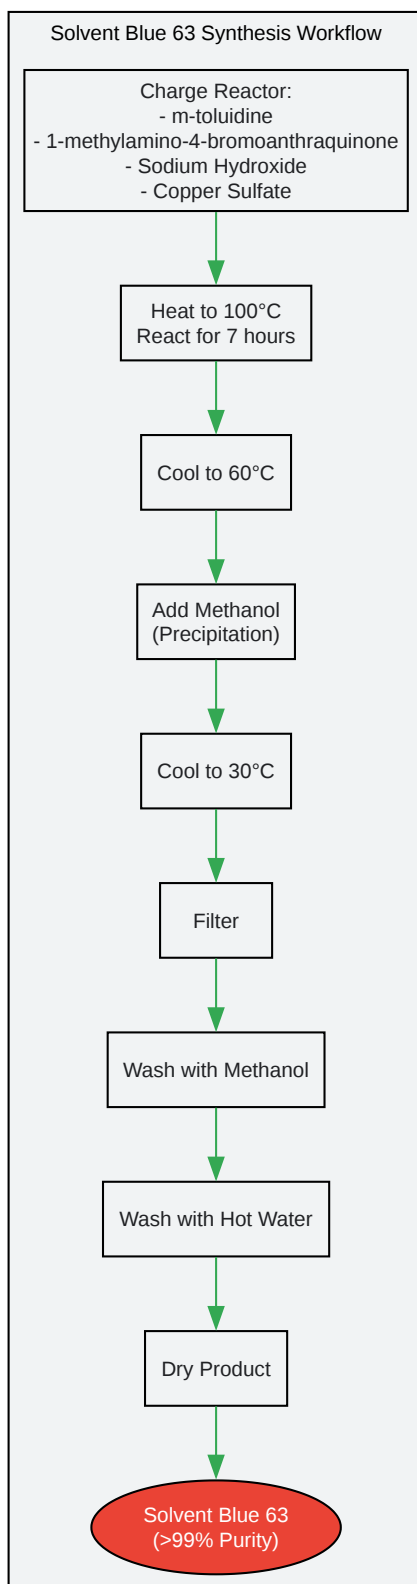 Solvent Blue 63 Synthesis Workflow
Charge Reactor:
- m-toluidine
- 1-methylamino-4-bromoanthraquinone
- Sodium Hydroxide
- Copper Sulfate
Heat to 100°C
React for 7 hours
Cool to 60°C
Add Methanol
(Precipitation)
Cool to 30°C
Filter
Wash with Methanol
Wash with Hot Water
Dry Product
Solvent Blue 63
(>99% Purity)